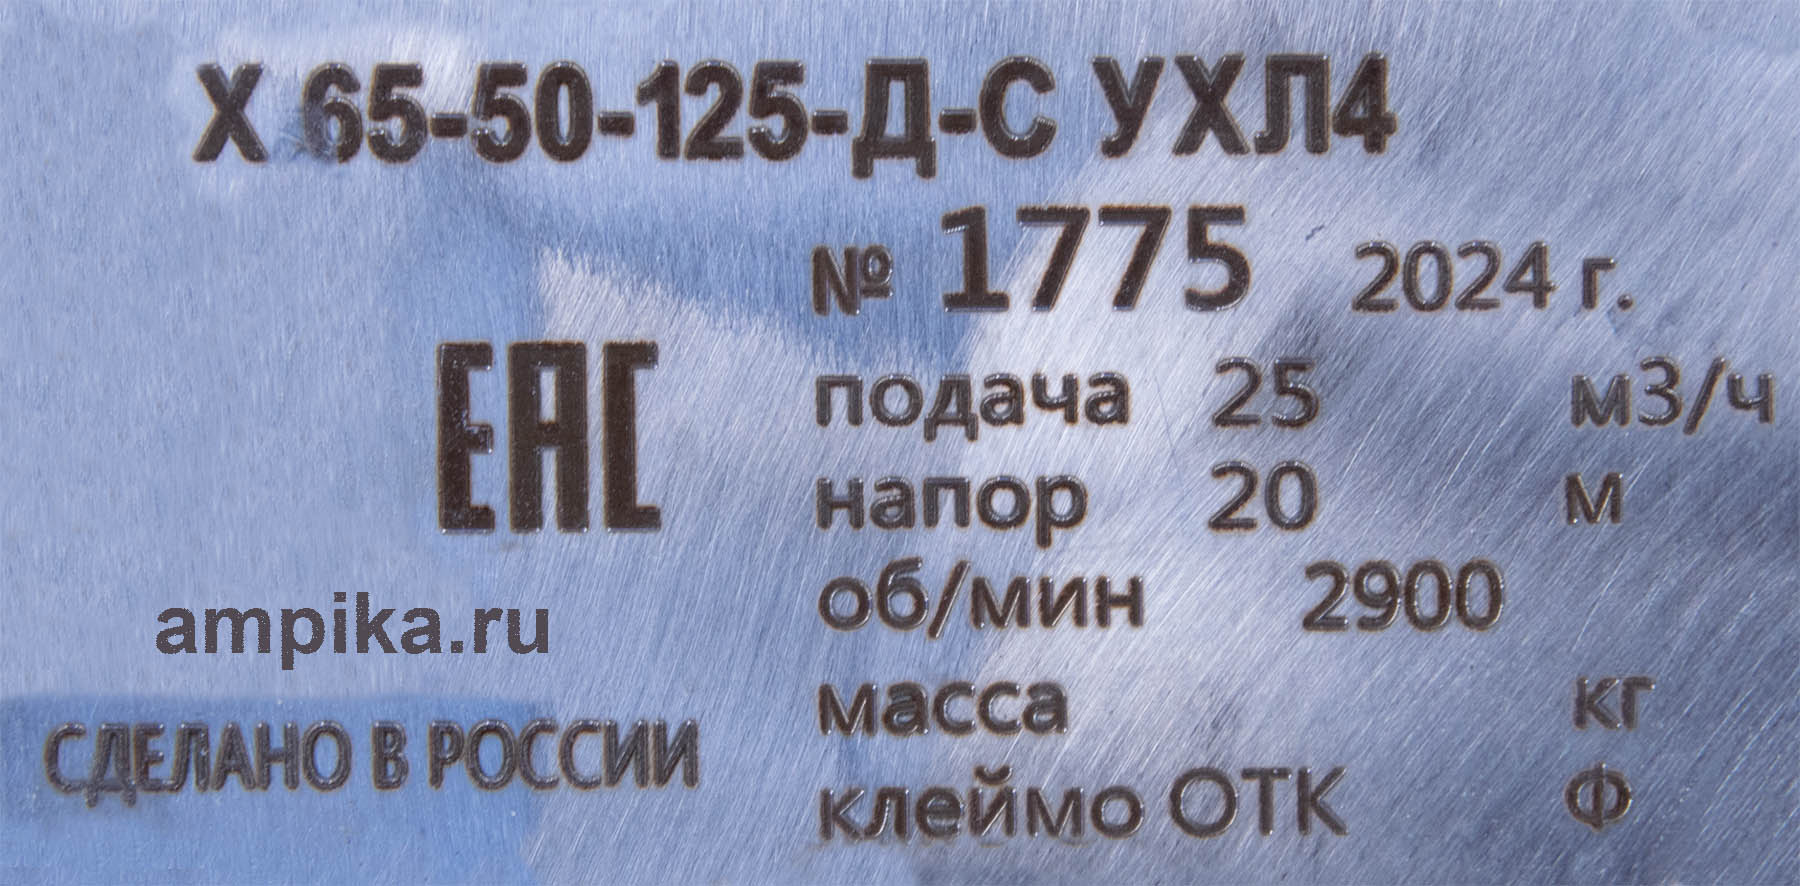 Х 65-50-125-Д-С УХЛ4
№ 1775 2024 г.
ЕАС
подача 25 м3/ч
напор 20 м
об/мин 2900
ampika.ru
масса кг
СДЕЛАНО В РОССИИ
клеймо ОТК Ф